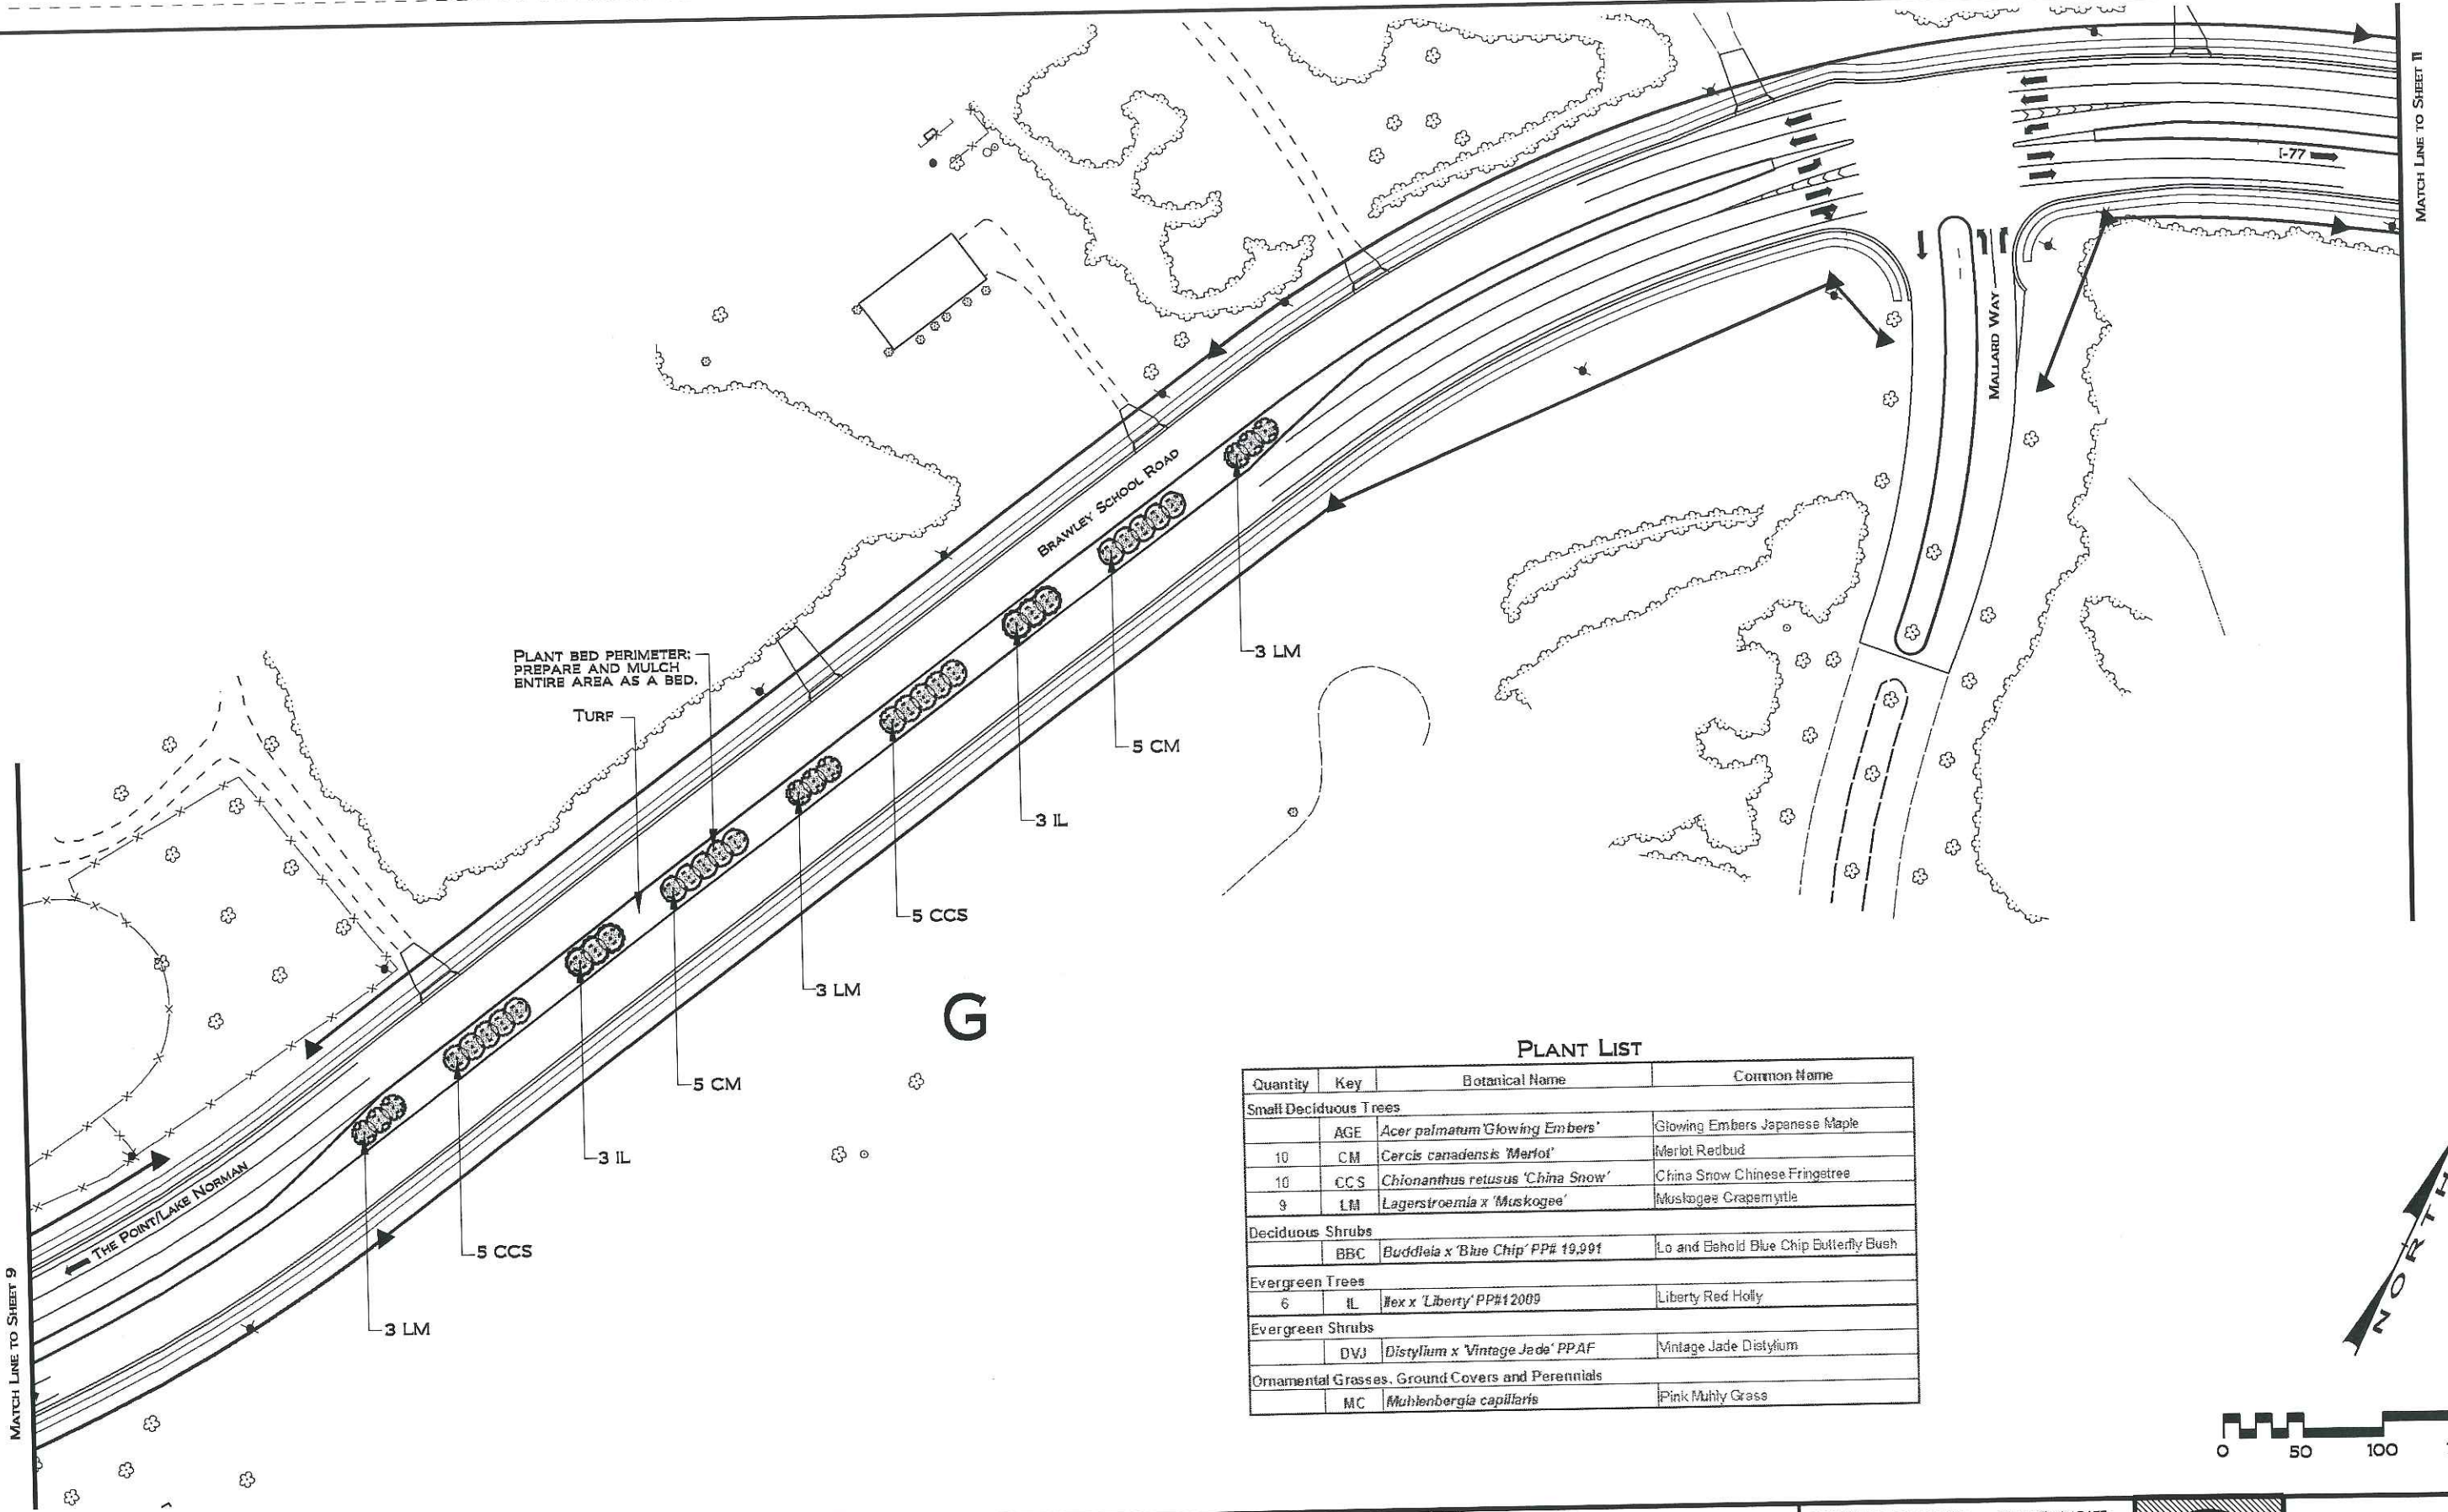 MATCH LINE TO SHEET 11
I-77
MALLARD WAY
BRAWLEY SCHOOL ROAD
PLANT BED PERIMETER;
PREPARE AND MULCH
ENTIRE AREA AS A BED.
TURF
3 LM
5 CM
3 IL
5 CCS
3 LM
5 CM
3 IL
5 CCS
3 LM
G
THE POINT/LAKE NORMAN
MATCH LINE TO SHEET 9
PLANT LIST
Quantity Key Botanical Name Common Name
Small Deciduous Trees
AGE Acer palmatum 'Glowing Embers' Glowing Embers Japanese Maple
10 CM Cercis canadensis 'Merlot' Merlot Redbud
10 CCS Chionanthus retusus 'China Snow' China Snow Chinese Fringetree
9 LM Lagerstroemia x 'Muskogee' Muskogee Crapemyrtle
Deciduous Shrubs
BBC Buddleia x 'Blue Chip' PP# 19,991 Lo and Behold Blue Chip Butterfly Bush
Evergreen Trees
6 IL Ilex x 'Liberty' PP#12009 Liberty Red Holly
Evergreen Shrubs
DVJ Distylium x 'Vintage Jade' PPAF Vintage Jade Distylium
Ornamental Grasses, Ground Covers and Perennials
MC Muhlenbergia capillaris Pink Muhly Grass
NORTH
0 50 100